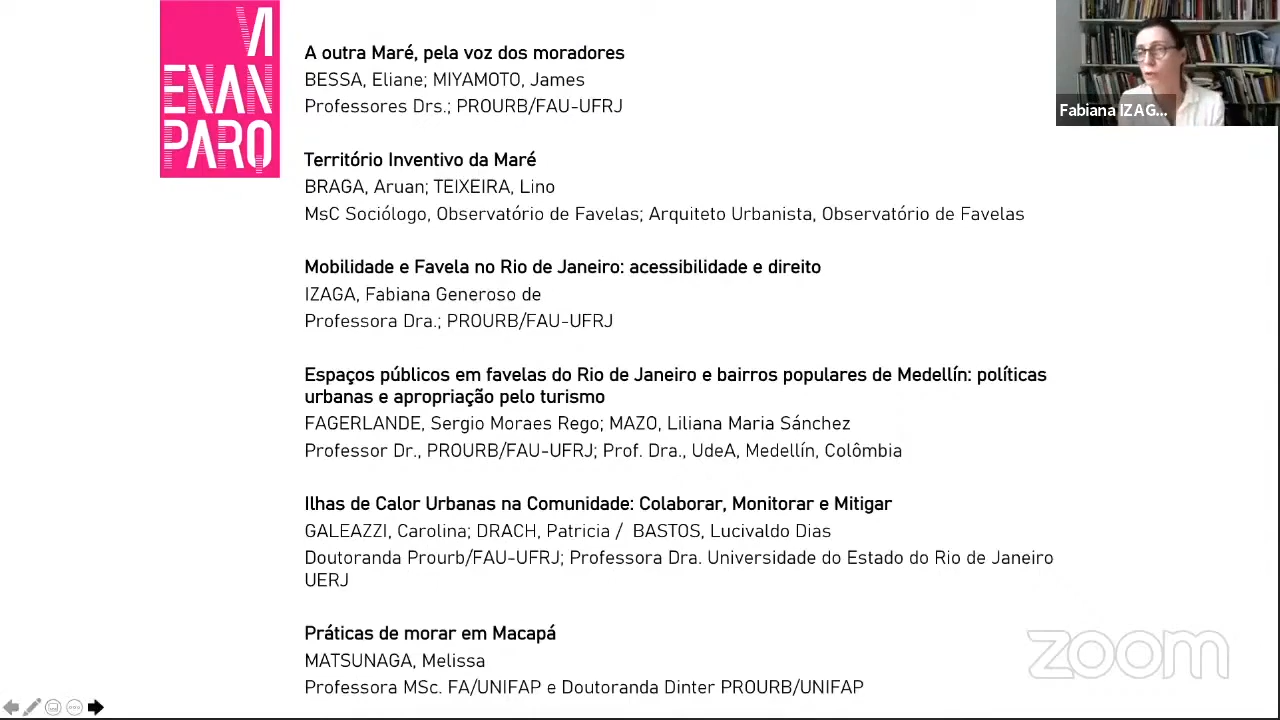 VI
ENAN
PARQ
A outra Maré, pela voz dos moradores
BESSA, Eliane; MIYAMOTO, James
Professores Drs.; PROURB/FAU-UFRJ
Território Inventivo da Maré
BRAGA, Aruan; TEIXEIRA, Lino
MsC Sociólogo, Observatório de Favelas; Arquiteto Urbanista, Observatório de Favelas
Mobilidade e Favela no Rio de Janeiro: acessibilidade e direito
IZAGA, Fabiana Generoso de
Professora Dra.; PROURB/FAU-UFRJ
Espaços públicos em favelas do Rio de Janeiro e bairros populares de Medellín: políticas
urbanas e apropriação pelo turismo
FAGERLANDE, Sergio Moraes Rego; MAZO, Liliana Maria Sánchez
Professor Dr., PROURB/FAU-UFRJ; Prof. Dra., UdeA, Medellín, Colômbia
Ilhas de Calor Urbanas na Comunidade: Colaborar, Monitorar e Mitigar
GALEAZZI, Carolina; DRACH, Patricia / BASTOS, Lucivaldo Dias
Doutoranda Prourb/FAU-UFRJ; Professora Dra. Universidade do Estado do Rio de Janeiro
UERJ
Práticas de morar em Macapá
MATSUNAGA, Melissa
Professora MSc. FA/UNIFAP e Doutoranda Dinter PROURB/UNIFAP
Fabiana IZAG...
zoom